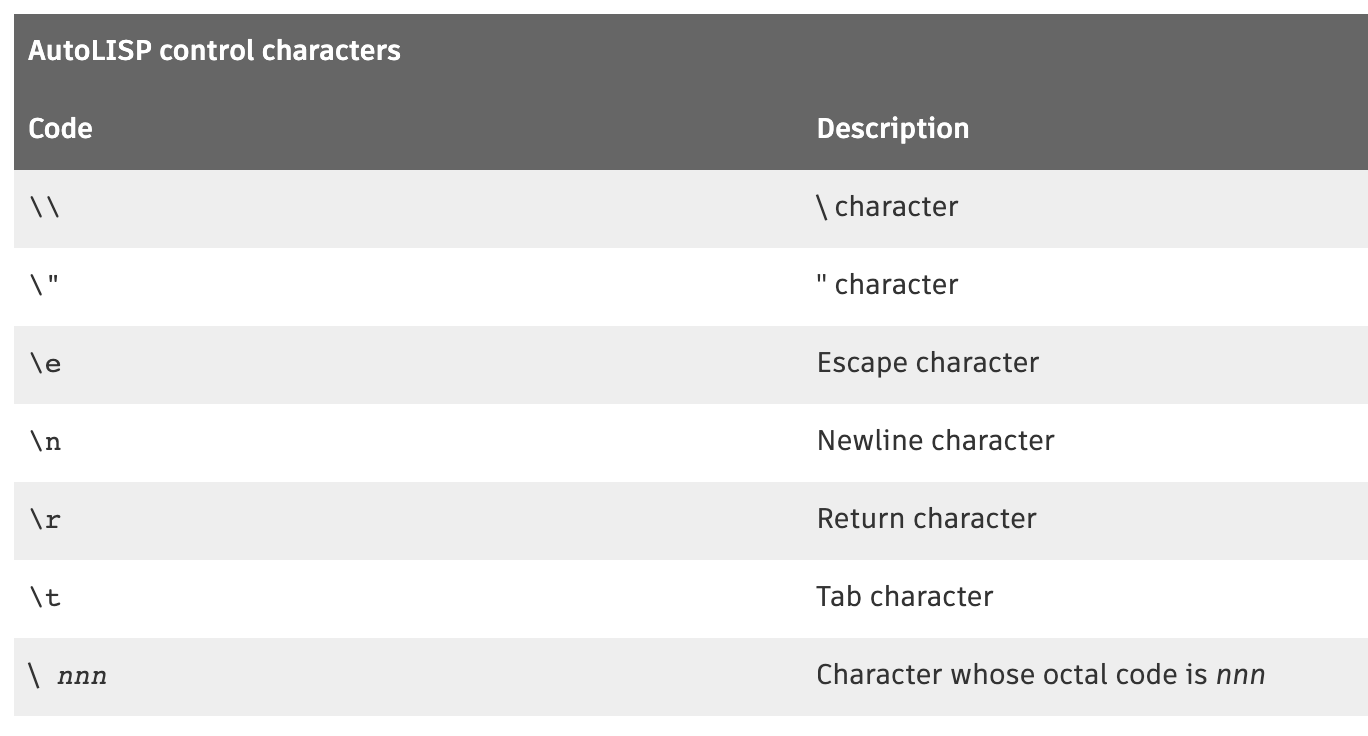 AutoLISP control characters
Code Description
\\ \ character
\" " character
\e Escape character
\n Newline character
\r Return character
\t Tab character
\ nnn Character whose octal code is nnn